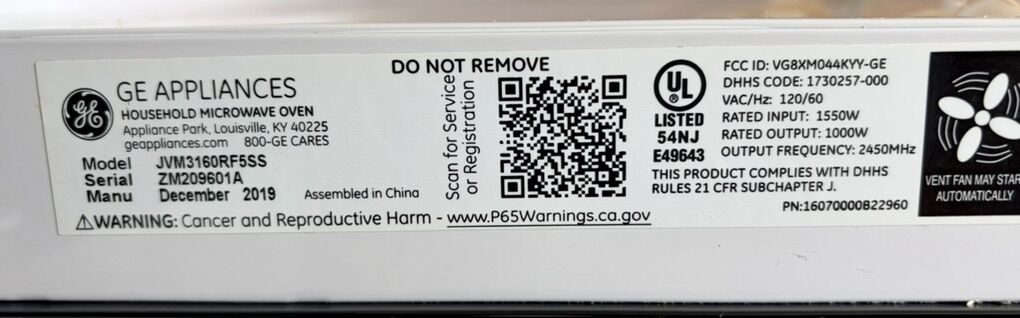 DO NOT REMOVE
GE
GE APPLIANCES
HOUSEHOLD MICROWAVE OVEN
Appliance Park, Louisville, KY 40225
geappliances.com 800-GE CARES
Model JVM3160RF5SS
Serial ZM209601A
Manu December 2019 Assembled in China
⚠WARNING: Cancer and Reproductive Harm - www.P65Warnings.ca.gov
Scan for Service
or Registration
UL
LISTED
54NJ
E49643
FCC ID: VG8XM044KYY-GE
DHHS CODE: 1730257-000
VAC/Hz: 120/60
RATED INPUT: 1550W
RATED OUTPUT: 1000W
OUTPUT FREQUENCY: 2450MHz
THIS PRODUCT COMPLIES WITH DHHS
RULES 21 CFR SUBCHAPTER J.
PN:16070000B22960
VENT FAN MAY STAR
AUTOMATICALLY